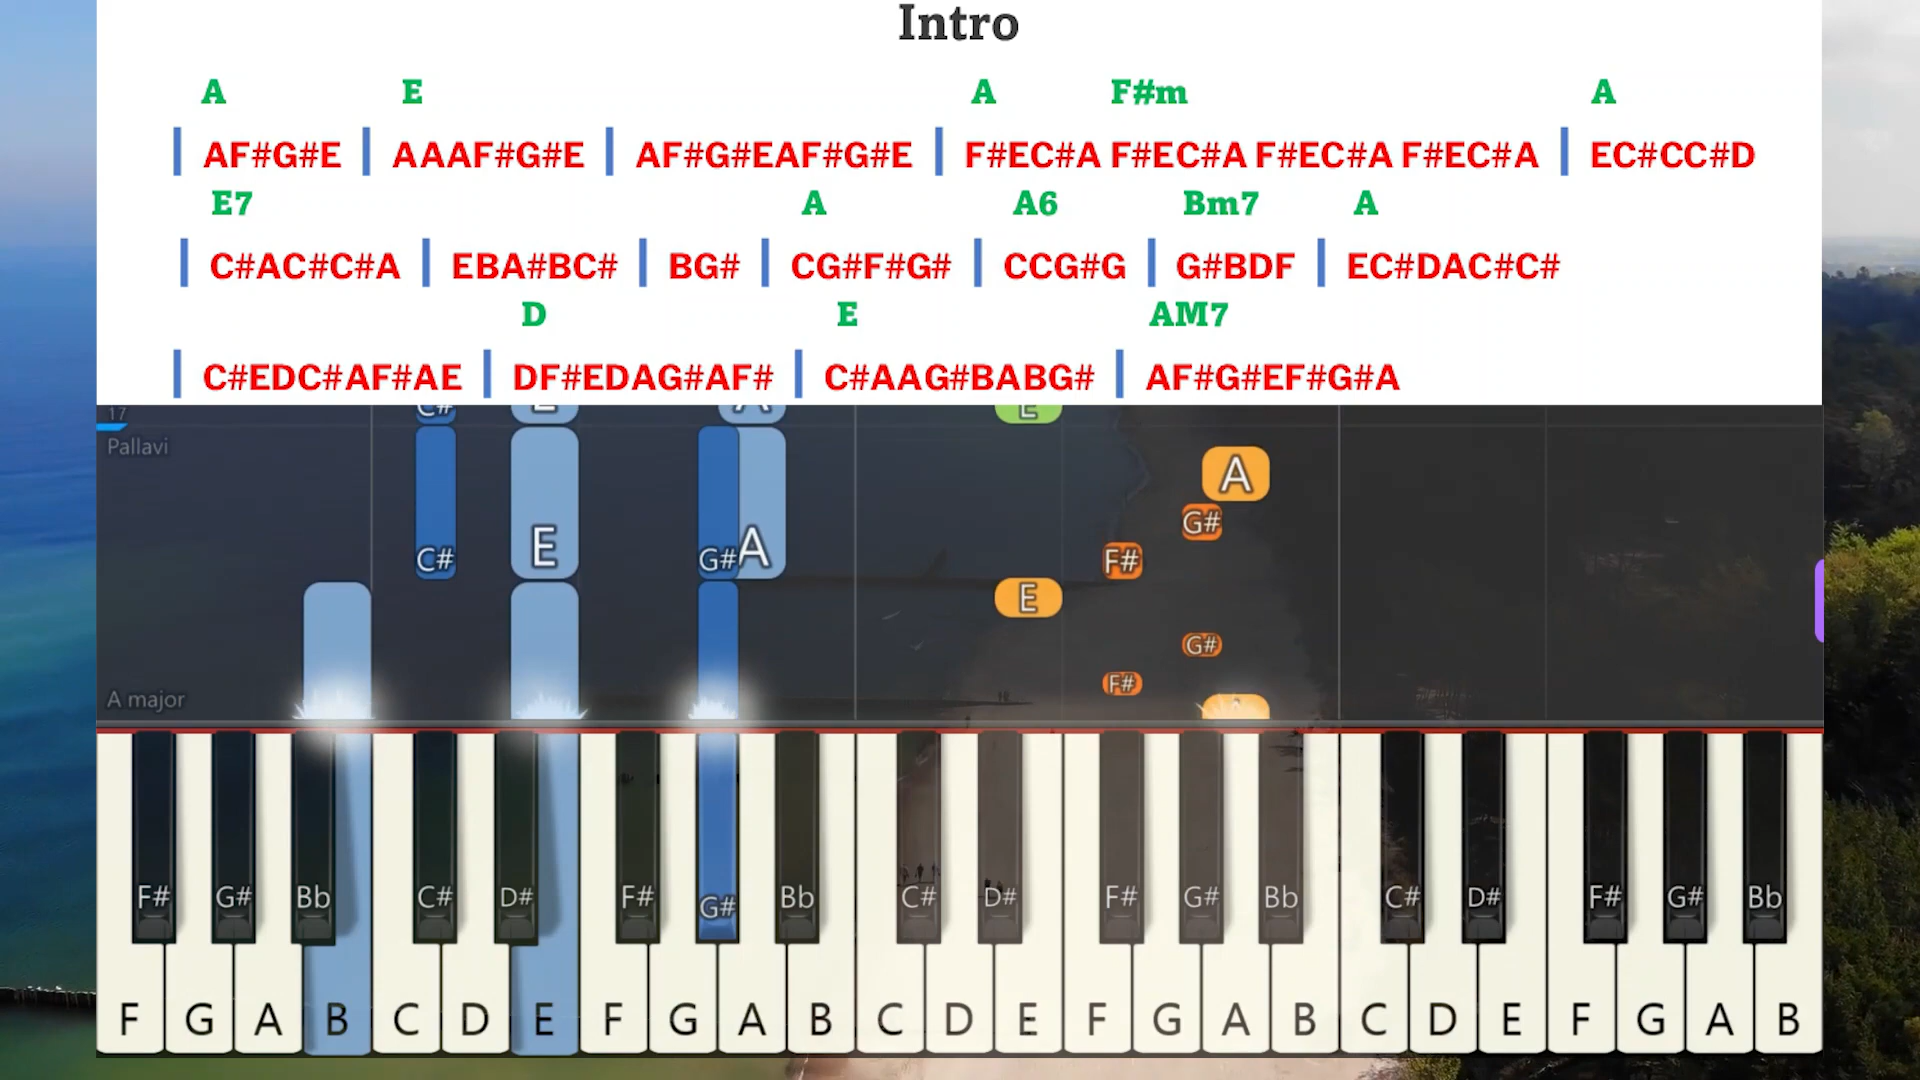 Intro
A E A F#m A
| AF#G#E | AAAF#G#E | AF#G#EAF#G#E | F#EC#A F#EC#A F#EC#A F#EC#A | EC#CC#D
E7 A A6 Bm7 A
| C#AC#C#A | EBA#BC# | BG# | CG#F#G# | CCG#G | G#BDF | EC#DAC#C#
D E AM7
| C#EDC#AF#AE | DF#EDAG#AF# | C#AAG#BABG# | AF#G#EF#G#A
17 C# E A E
Pallavi
A
G#
C# E G# A F#
E
G#
F#
A major
F# G# Bb C# D# F# G# Bb C# D# F# G# Bb C# D# F# G# Bb
F G A B C D E F G A B C D E F G A B C D E F G A B